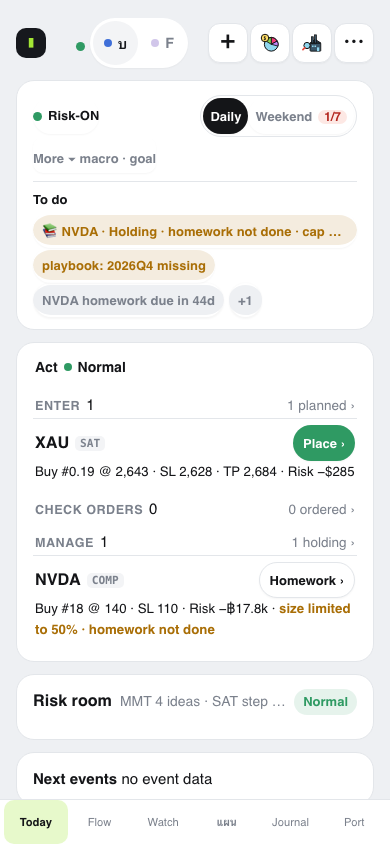 บ F
Risk-ON Daily Weekend 1/7
More macro · goal
To do
NVDA · Holding · homework not done · cap …
playbook: 2026Q4 missing
NVDA homework due in 44d +1
Act Normal
ENTER 1 1 planned ›
XAU SAT Place ›
Buy #0.19 @ 2,643 · SL 2,628 · TP 2,684 · Risk −$285
CHECK ORDERS 0 0 ordered ›
MANAGE 1 1 holding ›
NVDA COMP Homework ›
Buy #18 @ 140 · SL 110 · Risk −฿17.8k · size limited
to 50% · homework not done
Risk room MMT 4 ideas · SAT step … Normal
Next events no event data
Today Flow Watch แผน Journal Port